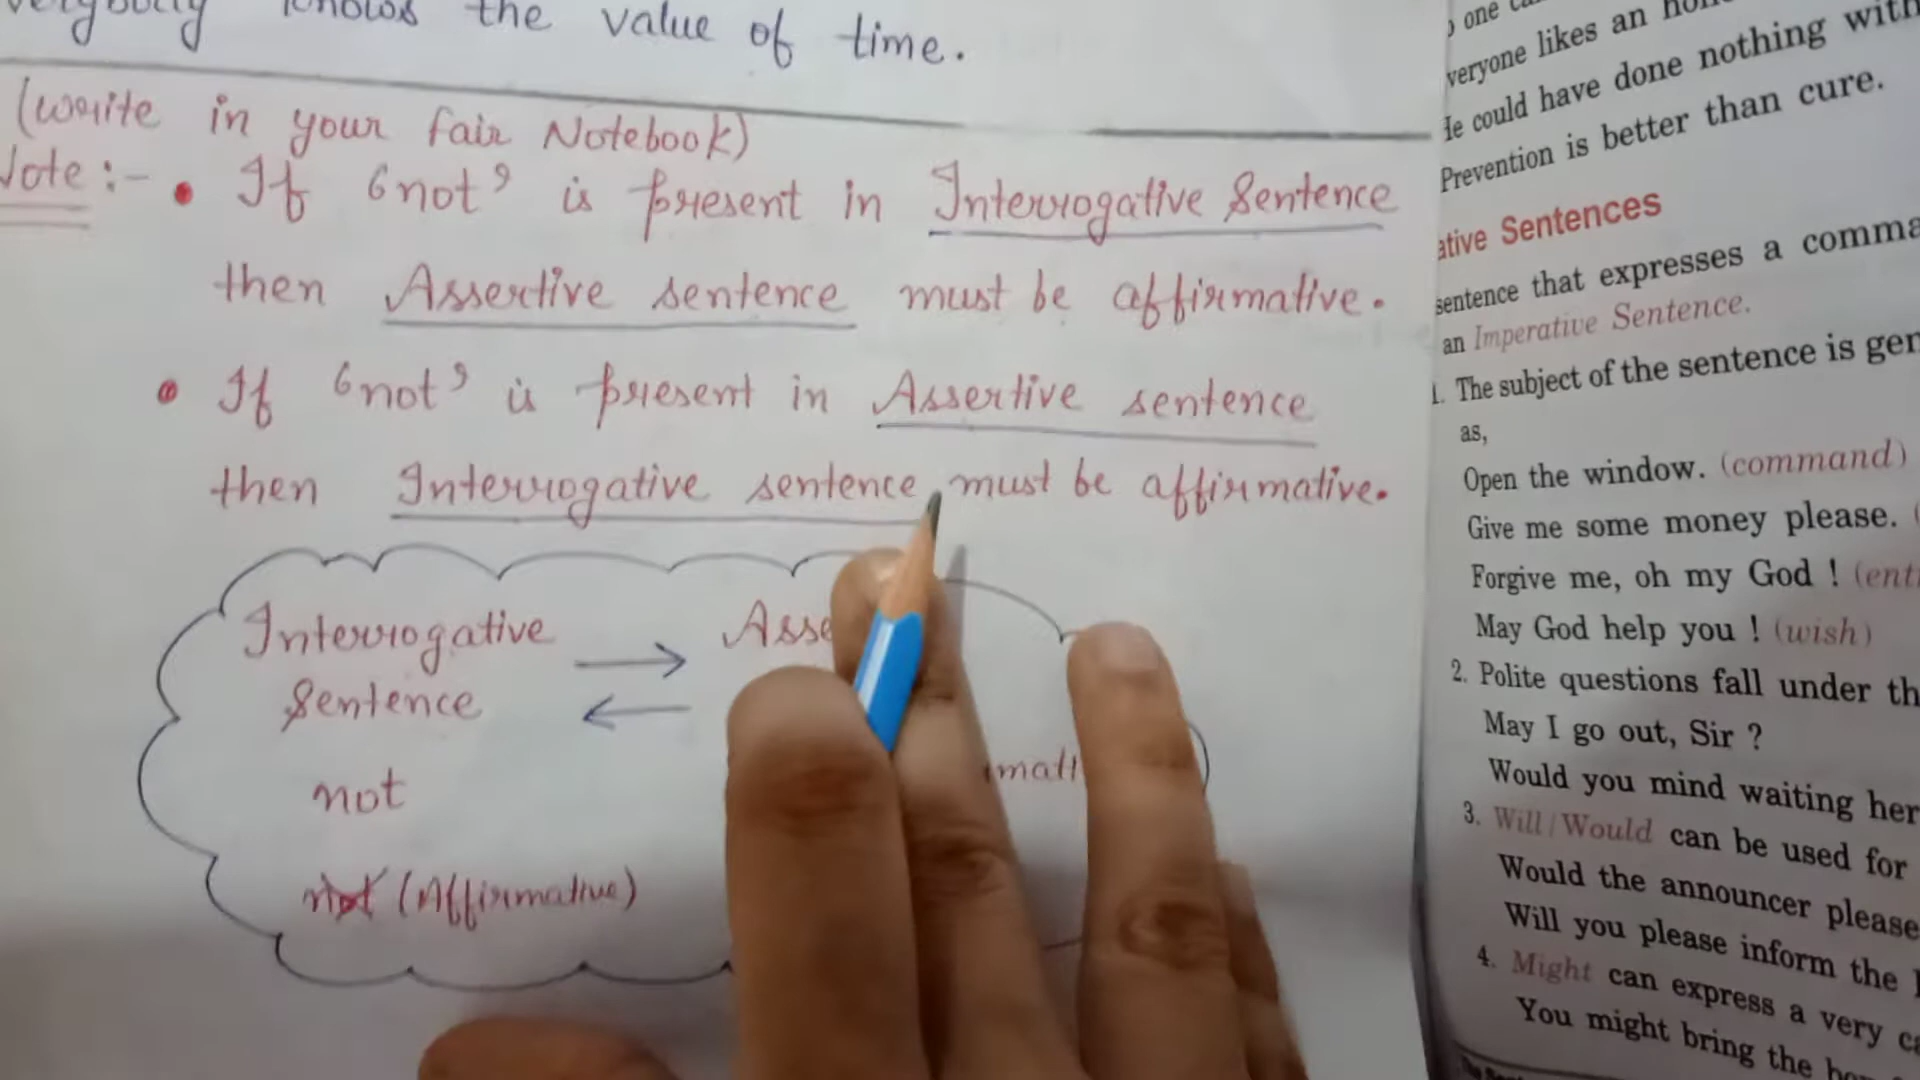 knows the value of time.
(write in your fair Notebook)
Note :- • If 'not' is present in Interrogative Sentence
then Assertive sentence must be affirmative.
• If 'not' is present in Assertive sentence
then Interrogative sentence must be affirmative.
Interrogative
Sentence
not
not (Affirmative)
one
veryone likes an
He could have done nothing with
Prevention is better than cure.
ative Sentences
sentence that expresses a comma
an Imperative Sentence.
1. The subject of the sentence is gen
as,
Open the window. (command)
Give me some money please. (
Forgive me, oh my God ! (ent
May God help you ! (wish)
2. Polite questions fall under th
May I go out, Sir ?
Would you mind waiting her
3. Will/Would can be used for
Would the announcer please
Will you please inform the
4. Might can express a very ca
You might bring the